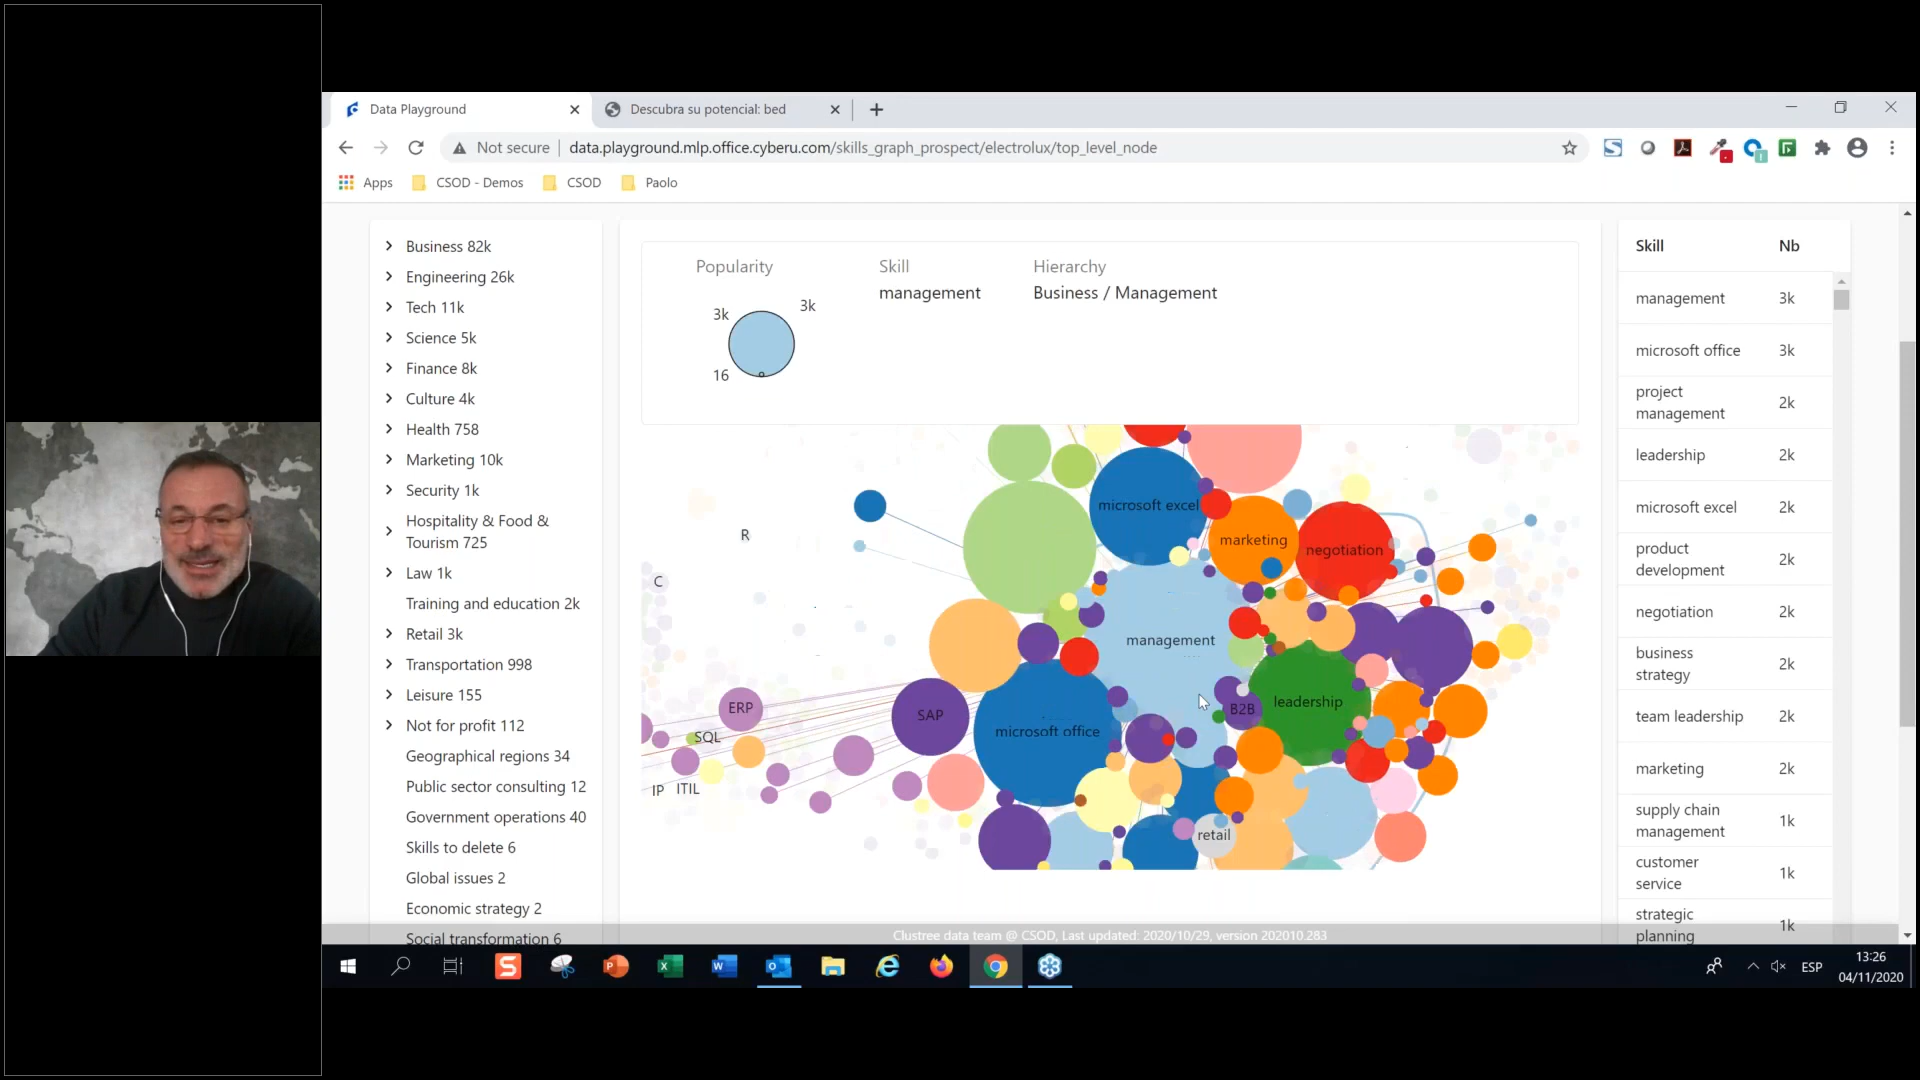 Data Playground
Descubra su potencial: bed
Not secure
data.playground.mlp.office.cyberu.com/skills_graph_prospect/electrolux/top_level_node
Apps
CSOD - Demos
CSOD
Paolo
Business 82k
Engineering 26k
Tech 11k
Science 5k
Finance 8k
Culture 4k
Health 758
Marketing 10k
Security 1k
Hospitality & Food &
Tourism 725
Law 1k
Training and education 2k
Retail 3k
Transportation 998
Leisure 155
Not for profit 112
Geographical regions 34
Public sector consulting 12
Government operations 40
Skills to delete 6
Global issues 2
Economic strategy 2
Social transformation 6
Popularity
3k
3k
16
Skill
management
Hierarchy
Business / Management
microsoft excel
marketing
negotiation
R
C
management
ERP
SAP
SQL
microsoft office
B2B
leadership
IP
ITIL
retail
Skill Nb
management 3k
microsoft office 3k
project
management 2k
leadership 2k
microsoft excel 2k
product
development 2k
negotiation 2k
business
strategy 2k
team leadership 2k
marketing 2k
supply chain
management 1k
customer
service 1k
strategic
planning 1k
Clustree data team @ CSOD, Last updated: 2020/10/29, version 202010.283
ESP
13:26
04/11/2020